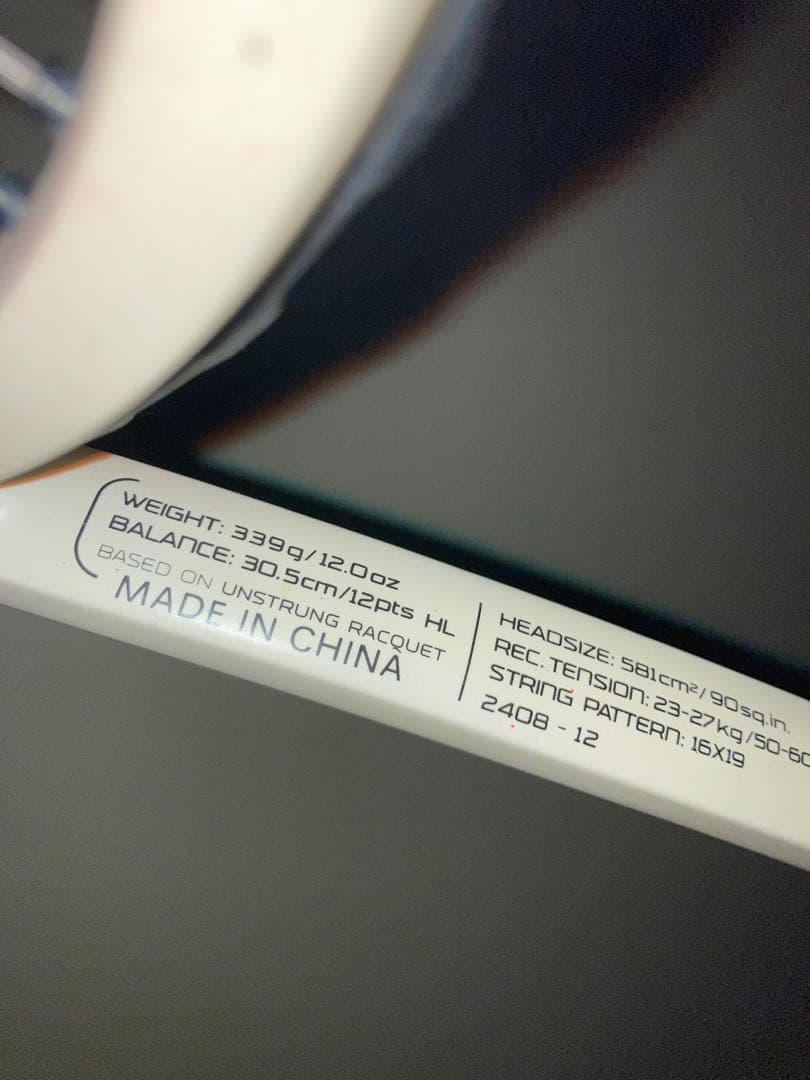 WEIGHT: 339g/12.0oz
BALANCE: 30.5cm/12pts HL
BASED ON UNSTRUNG RACQUET
MADE IN CHINA
HEADSIZE: 581cm²/90sq.in.
REC. TENSION: 23-27kg/50-60
STRING PATTERN: 16X19
2408 - 12